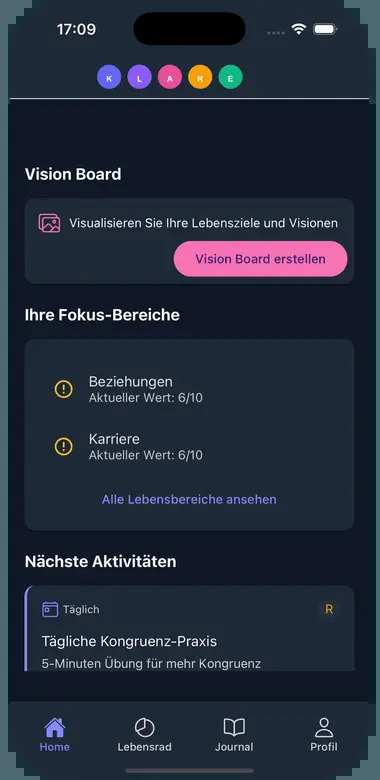 17:09
K L A R E
Vision Board
Visualisieren Sie Ihre Lebensziele und Visionen
Vision Board erstellen
Ihre Fokus-Bereiche
Beziehungen
Aktueller Wert: 6/10
Karriere
Aktueller Wert: 6/10
Alle Lebensbereiche ansehen
Nächste Aktivitäten
Täglich R
Tägliche Kongruenz-Praxis
5-Minuten Übung für mehr Kongruenz
Home Lebensrad Journal Profil